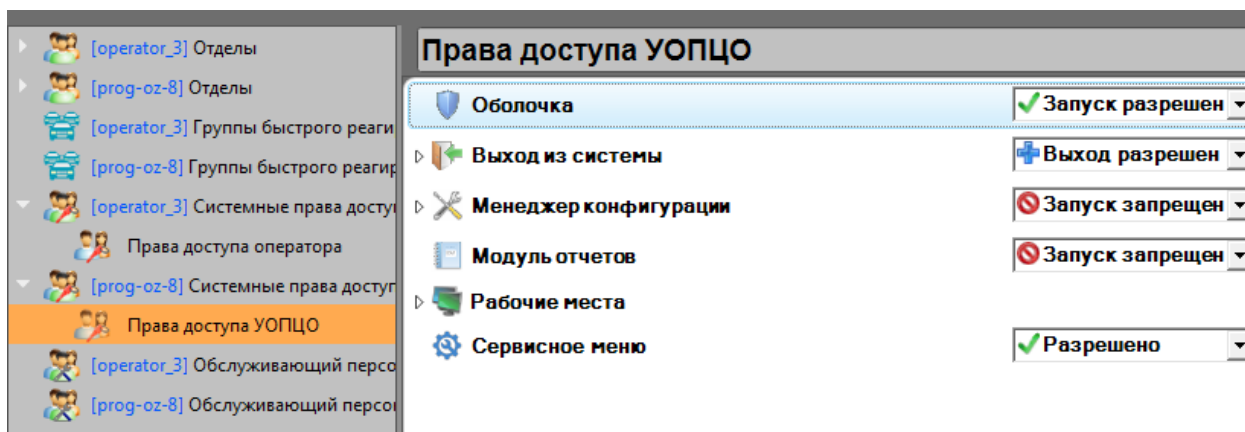 [operator_3] Отделы
[prog-oz-8] Отделы
[operator_3] Группы быстрого реаги
[prog-oz-8] Группы быстрого реагир
[operator_3] Системные права досту
Права доступа оператора
[prog-oz-8] Системные права доступ
Права доступа УОПЦО
[operator_3] Обслуживающий персо
[prog-oz-8] Обслуживающий персо
Права доступа УОПЦО
Оболочка Запуск разрешен
Выход из системы Выход разрешен
Менеджер конфигурации Запуск запрещен
Модуль отчетов Запуск запрещен
Рабочие места
Сервисное меню Разрешено